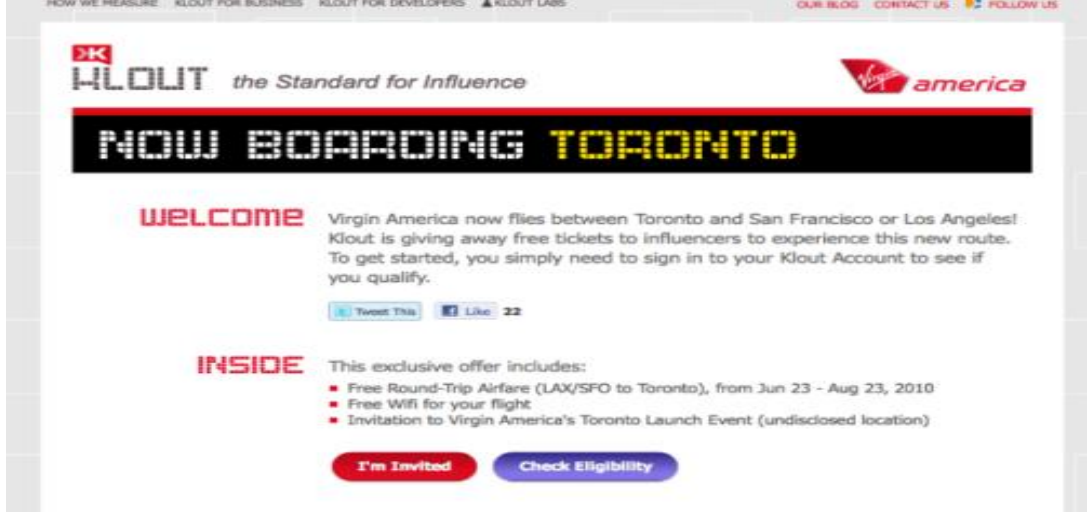 HOW WE MEASURE KLOUT FOR BUSINESS KLOUT FOR DEVELOPERS KLOUT LABS OUR BLOG CONTACT US FOLLOW US
KLOUT the Standard for Influence Virgin america
NOW BOARDING TORONTO
WELCOME Virgin America now flies between Toronto and San Francisco or Los Angeles!
Klout is giving away free tickets to influencers to experience this new route.
To get started, you simply need to sign in to your Klout Account to see if
you qualify.
Tweet This Like 22
INSIDE This exclusive offer includes:
Free Round-Trip Airfare (LAX/SFO to Toronto), from Jun 23 - Aug 23, 2010
Free Wifi for your flight
Invitation to Virgin America's Toronto Launch Event (undisclosed location)
I'm Invited Check Eligibility